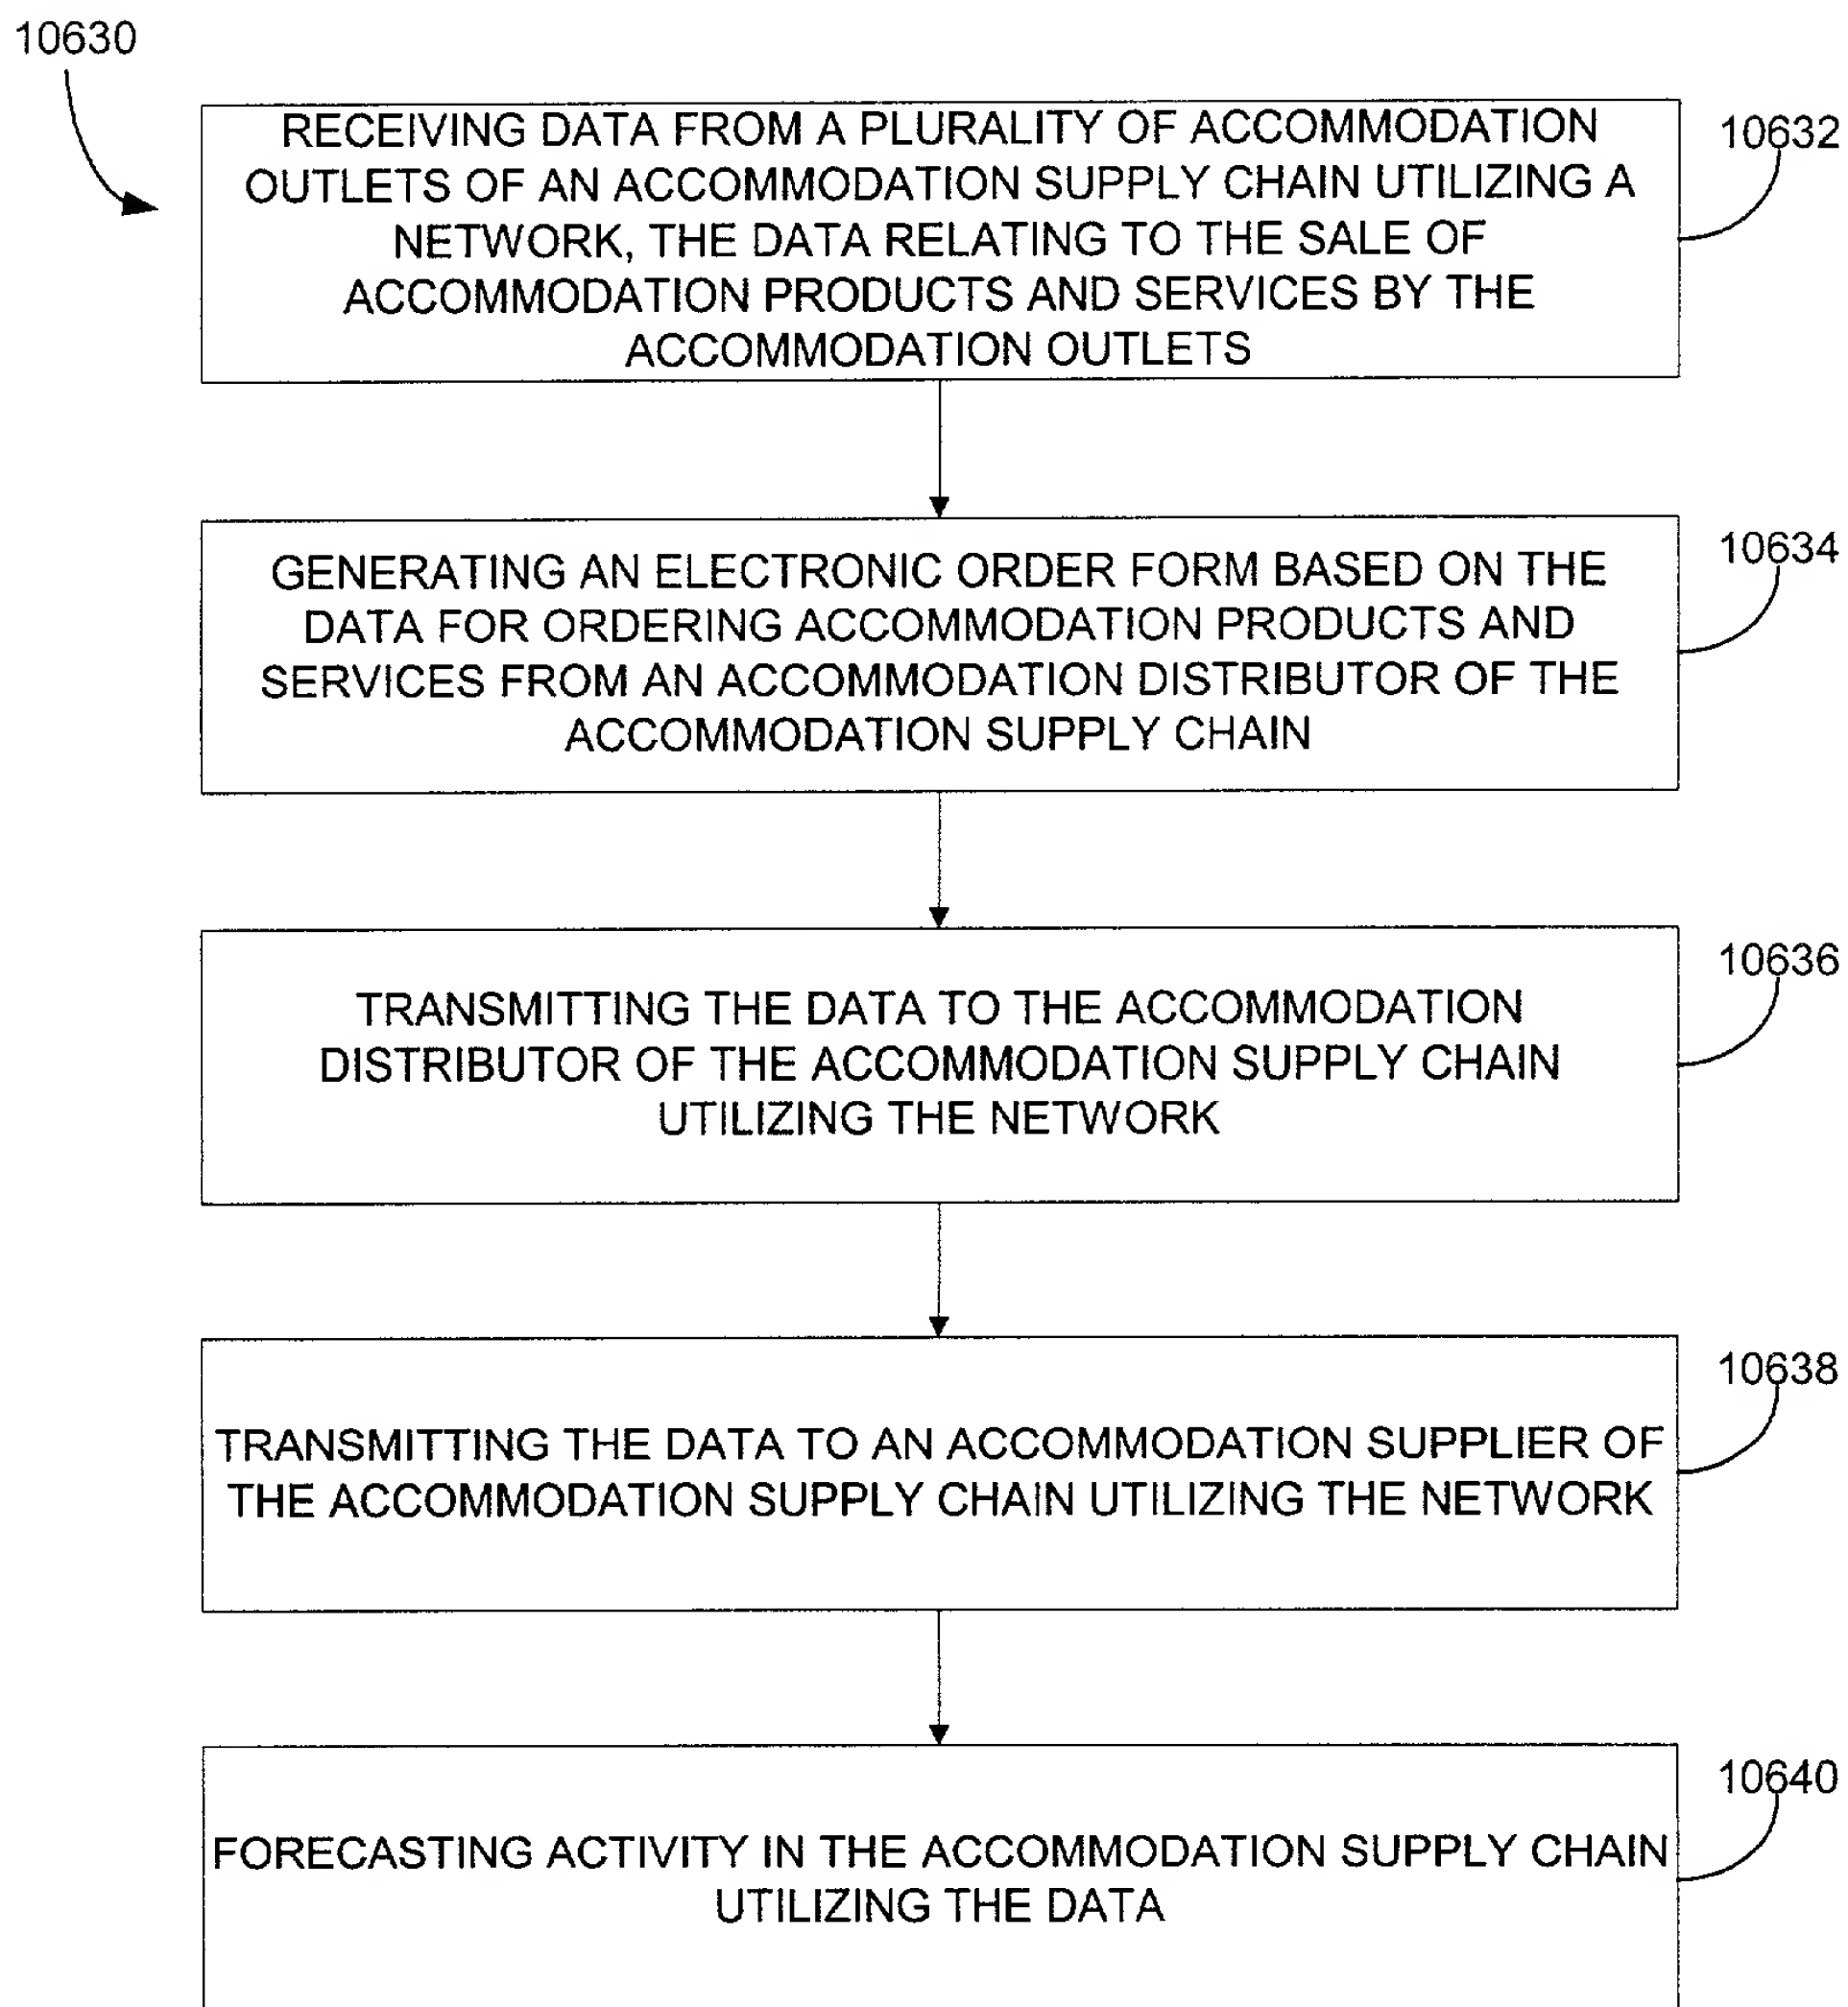 10630
RECEIVING DATA FROM A PLURALITY OF ACCOMMODATION
OUTLETS OF AN ACCOMMODATION SUPPLY CHAIN UTILIZING A
NETWORK, THE DATA RELATING TO THE SALE OF
ACCOMMODATION PRODUCTS AND SERVICES BY THE
ACCOMMODATION OUTLETS
10632
GENERATING AN ELECTRONIC ORDER FORM BASED ON THE
DATA FOR ORDERING ACCOMMODATION PRODUCTS AND
SERVICES FROM AN ACCOMMODATION DISTRIBUTOR OF THE
ACCOMMODATION SUPPLY CHAIN
10634
TRANSMITTING THE DATA TO THE ACCOMMODATION
DISTRIBUTOR OF THE ACCOMMODATION SUPPLY CHAIN
UTILIZING THE NETWORK
10636
TRANSMITTING THE DATA TO AN ACCOMMODATION SUPPLIER OF
THE ACCOMMODATION SUPPLY CHAIN UTILIZING THE NETWORK
10638
FORECASTING ACTIVITY IN THE ACCOMMODATION SUPPLY CHAIN
UTILIZING THE DATA
10640